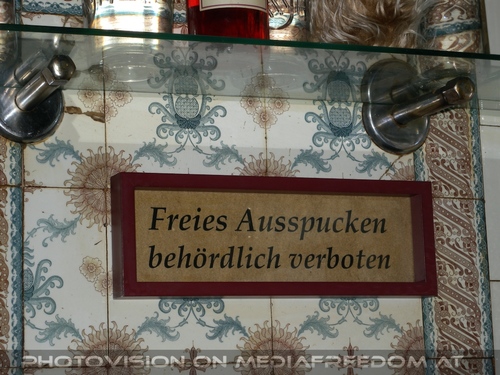 Freies Ausspucken
behördlich verboten
PHOTOVISION ON MEDIAFREEDOM.AT